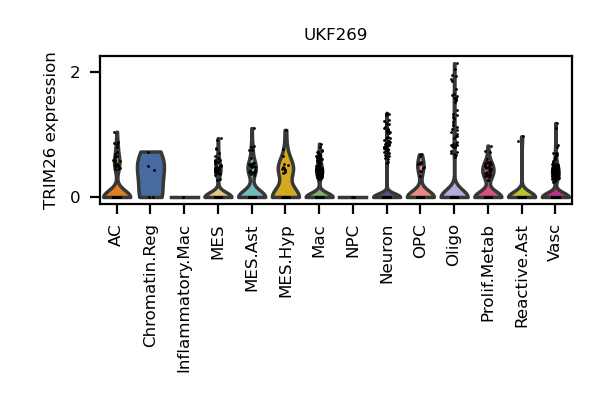 UKF269
TRIM26 expression
2
0
AC
Chromatin.Reg
Inflammatory.Mac
MES
MES.Ast
MES.Hyp
Mac
NPC
Neuron
OPC
Oligo
Prolif.Metab
Reactive.Ast
Vasc